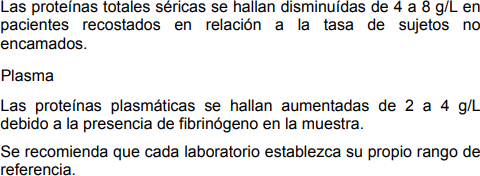 Las proteínas totales séricas se hallan disminuídas de 4 a 8 g/L en
pacientes recostados en relación a la tasa de sujetos no
encamados.
Plasma
Las proteínas plasmáticas se hallan aumentadas de 2 a 4 g/L
debido a la presencia de fibrinógeno en la muestra.
Se recomienda que cada laboratorio establezca su propio rango de
referencia.